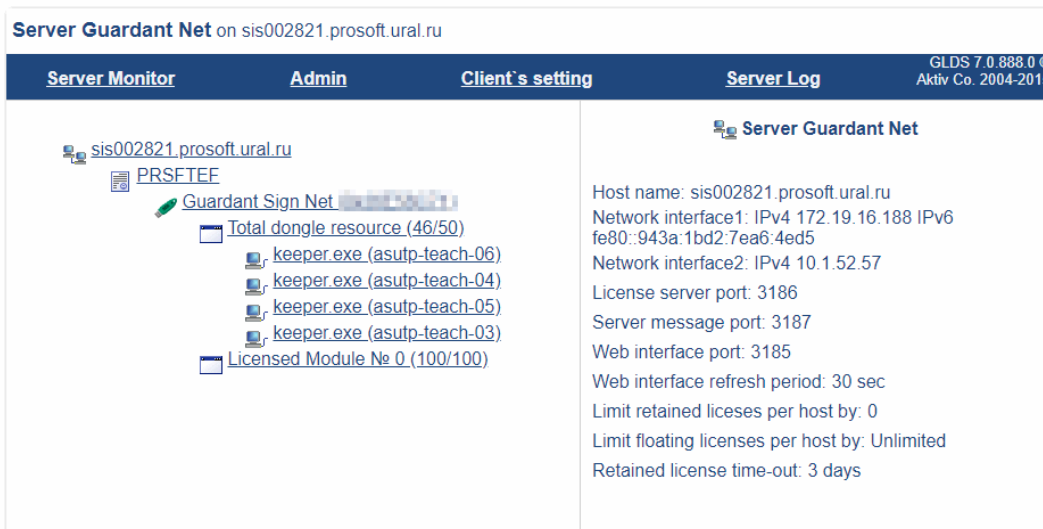 Server Guardant Net on sis002821.prosoft.ural.ru
Server Monitor
Admin
Client`s setting
Server Log
GLDS 7.0.888.0
Aktiv Co. 2004-201
sis002821.prosoft.ural.ru
PRSFTEF
Guardant Sign Net
Total dongle resource (46/50)
keeper.exe (asutp-teach-06)
keeper.exe (asutp-teach-04)
keeper.exe (asutp-teach-05)
keeper.exe (asutp-teach-03)
Licensed Module № 0 (100/100)
Server Guardant Net
Host name: sis002821.prosoft.ural.ru
Network interface1: IPv4 172.19.16.188 IPv6
fe80::943a:1bd2:7ea6:4ed5
Network interface2: IPv4 10.1.52.57
License server port: 3186
Server message port: 3187
Web interface port: 3185
Web interface refresh period: 30 sec
Limit retained liceses per host by: 0
Limit floating licenses per host by: Unlimited
Retained license time-out: 3 days